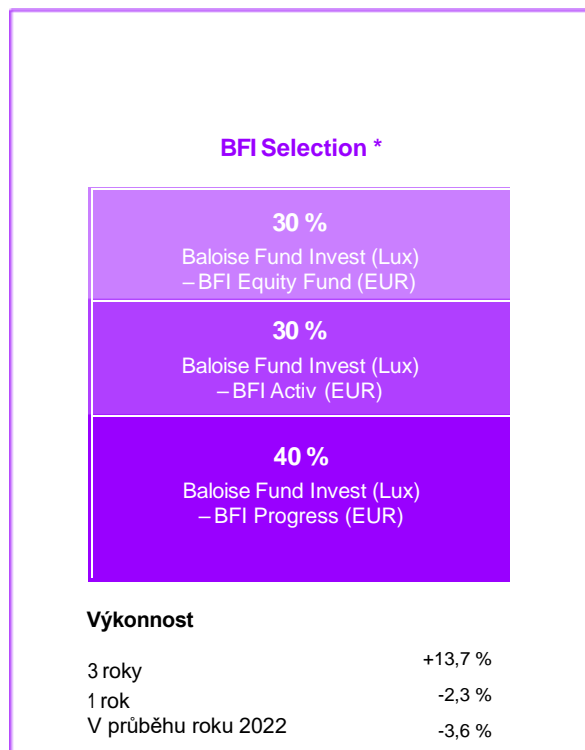 BFI Selection *
30 %
Baloise Fund Invest (Lux)
– BFI Equity Fund (EUR)
30 %
Baloise Fund Invest (Lux)
– BFI Activ (EUR)
40 %
Baloise Fund Invest (Lux)
– BFI Progress (EUR)
Výkonnost
3 roky +13,7 %
1 rok -2,3 %
V průběhu roku 2022 -3,6 %